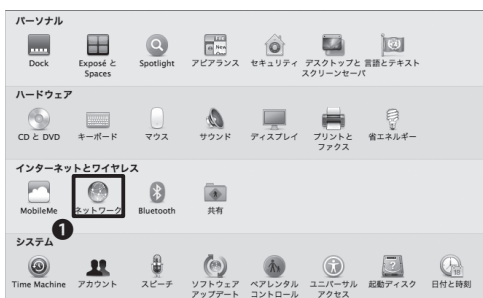 パーソナル
File
New
Dock
Exposé と
Spaces
Spotlight
アピアランス
セキュリティ
デスクトップと
スクリーンセーバ
言語とテキスト
ハードウェア
CD と DVD
キーボード
マウス
サウンド
ディスプレイ
プリントと
ファクス
省エネルギー
インターネットとワイヤレス
MobileMe
ネットワーク
Bluetooth
共有
1
システム
18
Time Machine
アカウント
スピーチ
ソフトウェア
アップデート
ペアレンタル
コントロール
ユニバーサル
アクセス
起動ディスク
日付と時刻